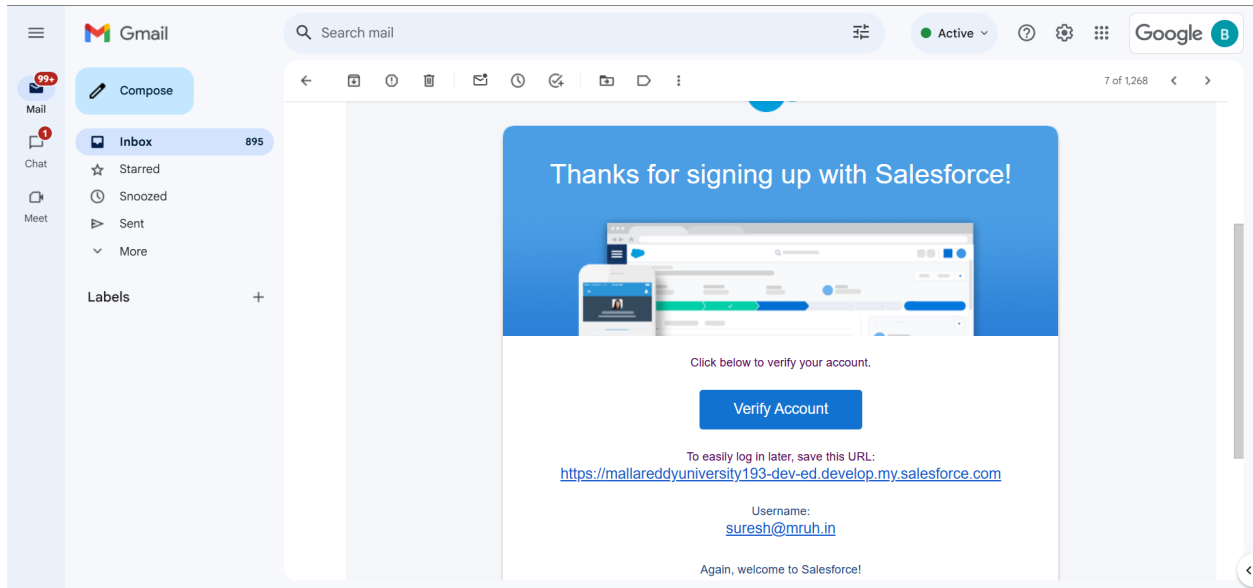 Gmail
Search mail
Active
Google
B
99+
Mail
Compose
7 of 1,268
1
Chat
Inbox 895
Starred
Meet
Snoozed
Sent
More
Labels
Thanks for signing up with Salesforce!
Click below to verify your account.
Verify Account
To easily log in later, save this URL:
https://mallareddyuniversity193-dev-ed.develop.my.salesforce.com
Username:
suresh@mruh.in
Again, welcome to Salesforce!